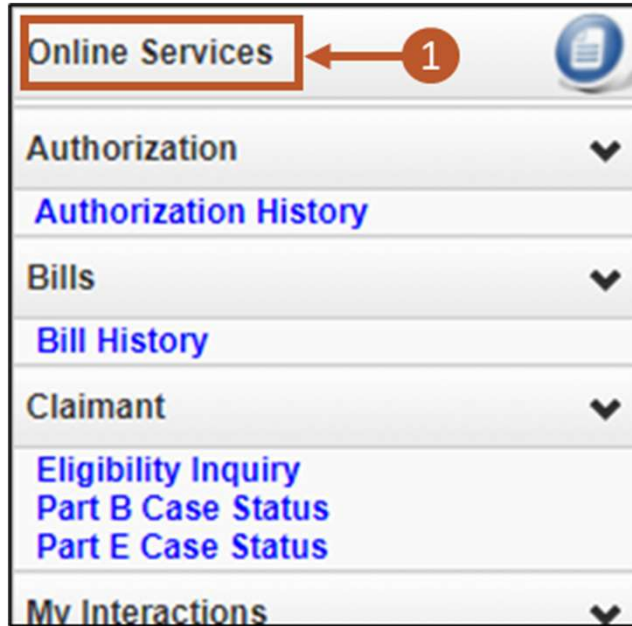 Online Services
1
Authorization
Authorization History
Bills
Bill History
Claimant
Eligibility Inquiry
Part B Case Status
Part E Case Status
My Interactions